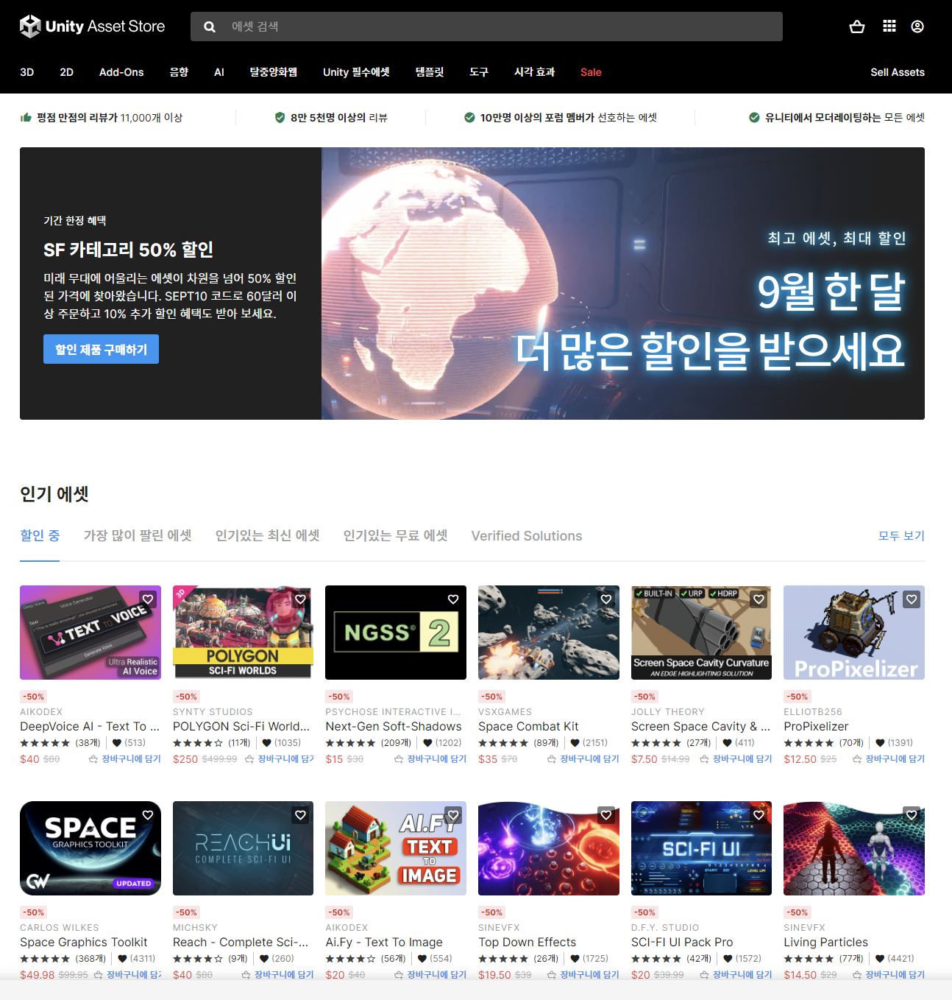 Unity Asset Store
에셋 검색
3D 2D Add-Ons 음향 AI 탈중앙화웹 Unity 필수에셋 템플릿 도구 시각 효과 Sale Sell Assets
평점 만점의 리뷰가 11,000개 이상
8만 5천명 이상의 리뷰
10만명 이상의 포럼 멤버가 선호하는 에셋
유니티에서 모더레이팅하는 모든 에셋
기간 한정 혜택
SF 카테고리 50% 할인
미래 무대에 어울리는 에셋이 차원을 넘어 50% 할인
된 가격에 찾아왔습니다. SEPT10 코드로 60달러 이
상 주문하고 10% 추가 할인 혜택도 받아 보세요.
할인 제품 구매하기
최고 에셋, 최대 할인
9월 한 달
더 많은 할인을 받으세요
인기 에셋
할인 중 가장 많이 팔린 에셋 인기있는 최신 에셋 인기있는 무료 에셋 Verified Solutions 모두 보기
Voice Generator
Text
TEXT TO VOICE
Generate Voice
Ultra Realistic
AI Voice
-50%
AIKODEX
DeepVoice AI - Text To ...
(38개) (513)
$40 $80 장바구니에 담기
3D
POLYGON
SCI-FI WORLDS
-50%
SYNTY STUDIOS
POLYGON Sci-Fi World...
(11개) (1035)
$250 $499.99 장바구니에 담기
NGSS® 2
-50%
PSYCHOSE INTERACTIVE I...
Next-Gen Soft-Shadows
(209개) (1202)
$15 $30 장바구니에 담기
-50%
VSXGAMES
Space Combat Kit
(89개) (2151)
$35 $70 장바구니에 담기
BUILT-IN URP HDRP
Screen Space Cavity Curvature
AN EDGE HIGHLIGHTING SOLUTION
-50%
JOLLY THEORY
Screen Space Cavity & ...
(27개) (411)
$7.50 $14.99 장바구니에 담기
ProPixelizer
-50%
ELLIOTB256
ProPixelizer
(70개) (1391)
$12.50 $25 장바구니에 담기
SPACE
GRAPHICS TOOLKIT
CW UPDATED
-50%
CARLOS WILKES
Space Graphics Toolkit
(368개) (4311)
$49.98 $99.95 장바구니에 담기
REACH UI
COMPLETE SCI-FI UI
-50%
MICHSKY
Reach - Complete Sci-...
(9개) (260)
$40 $80 장바구니에 담기
AI.FY
TEXT
TO
IMAGE
-50%
AIKODEX
Ai.Fy - Text To Image
(56개) (554)
$20 $40 장바구니에 담기
-50%
SINEVFX
Top Down Effects
(26개) (1725)
$19.50 $39 장바구니에 담기
SCI-FI UI
LEVEL UP!
-50%
D.F.Y. STUDIO
SCI-FI UI Pack Pro
(42개) (1572)
$20 $39.99 장바구니에 담기
-50%
SINEVFX
Living Particles
(77개) (4421)
$14.50 $29 장바구니에 담기